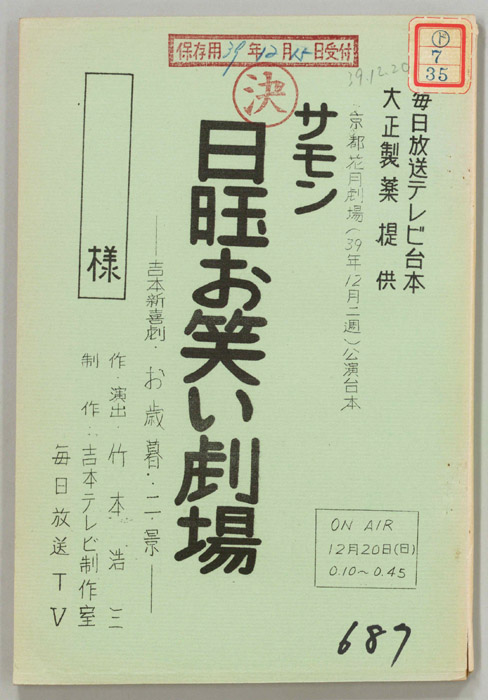 保存用39年12月15日受付
決
ト
7
35
39.12.20
毎日放送テレビ台本
大正製薬提供
京都花月劇場(39年12月二週)公演台本
サモン
日曜お笑い劇場
——吉本新喜劇・お歳暮二景——
作・演出・竹本浩三
制作・吉本テレビ制作室
毎日放送TV
様
ON AIR
12月20日(日)
0.10~0.45
687